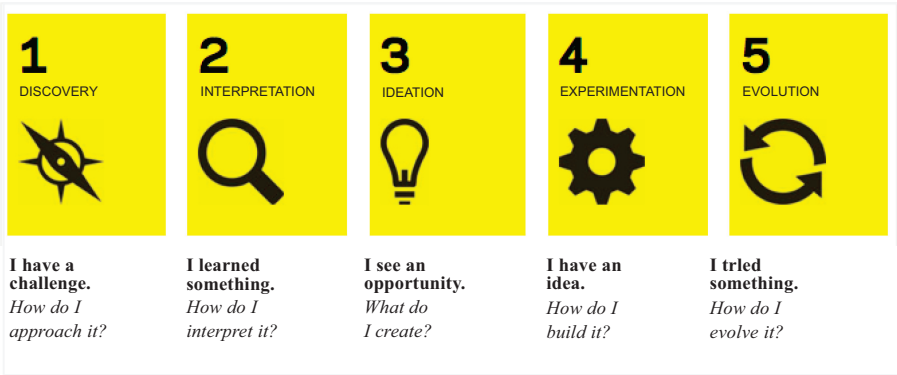 1
DISCOVERY
I have a
challenge.
How do I
approach it?
2
INTERPRETATION
I learned
something.
How do I
interpret it?
3
IDEATION
I see an
opportunity.
What do
I create?
4
EXPERIMENTATION
I have an
idea.
How do I
build it?
5
EVOLUTION
I trled
something.
How do I
evolve it?